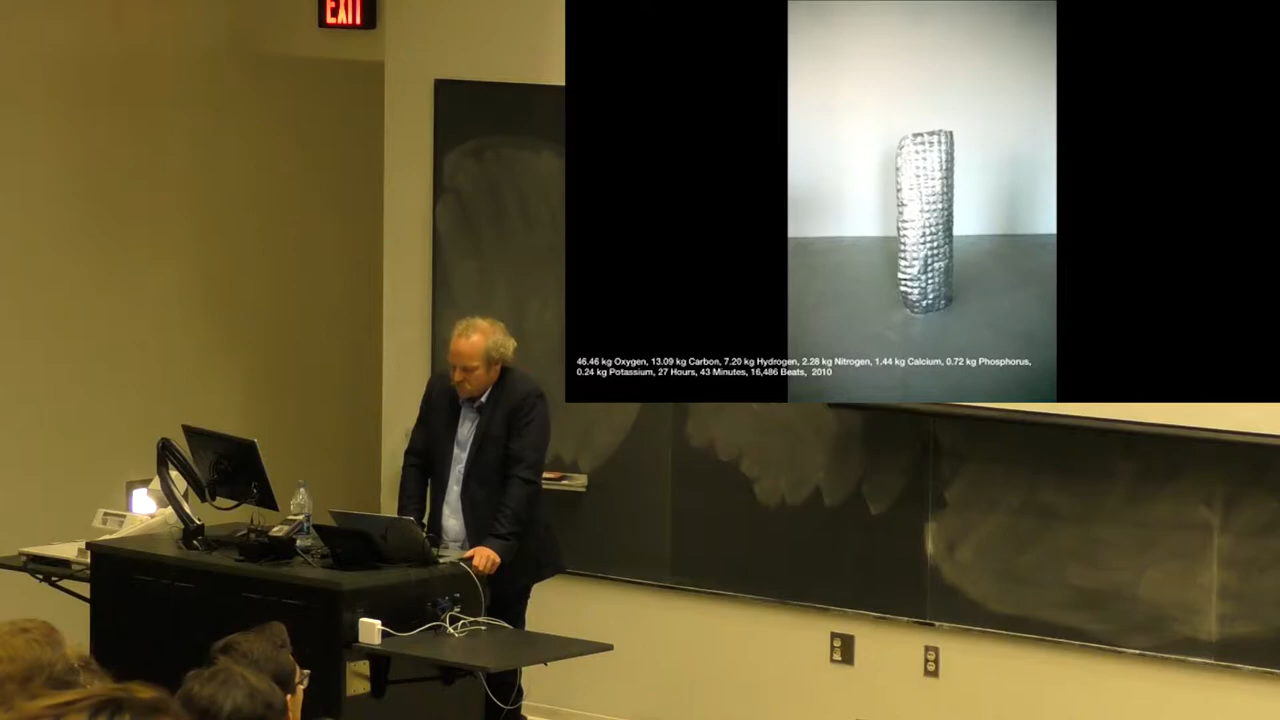 EXIT
46.46 kg Oxygen, 13.09 kg Carbon, 7.20 kg Hydrogen, 2.28 kg Nitrogen, 1.44 kg Calcium, 0.72 kg Phosphorus,
0.24 kg Potassium, 27 Hours, 43 Minutes, 16,486 Beats, 2010